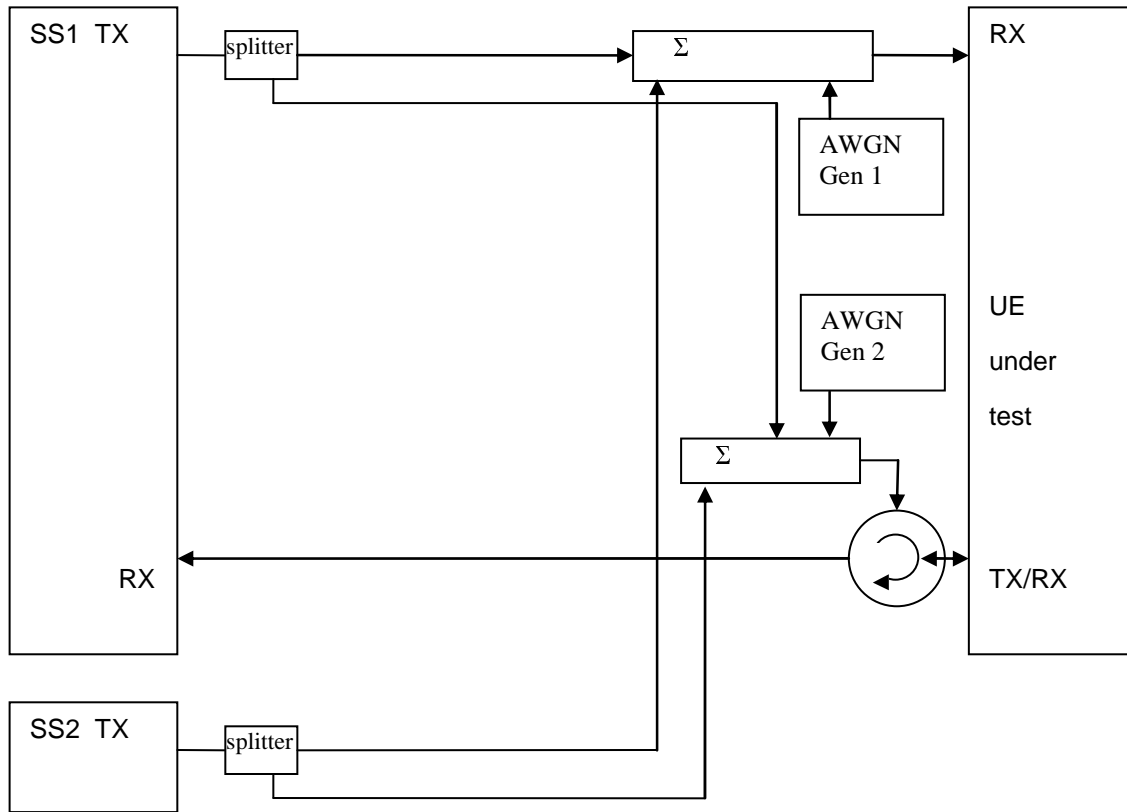 SS1 TX
splitter
Σ
RX
AWGN
Gen 1
AWGN
Gen 2
UE
under
test
Σ
RX
TX/RX
SS2 TX
splitter